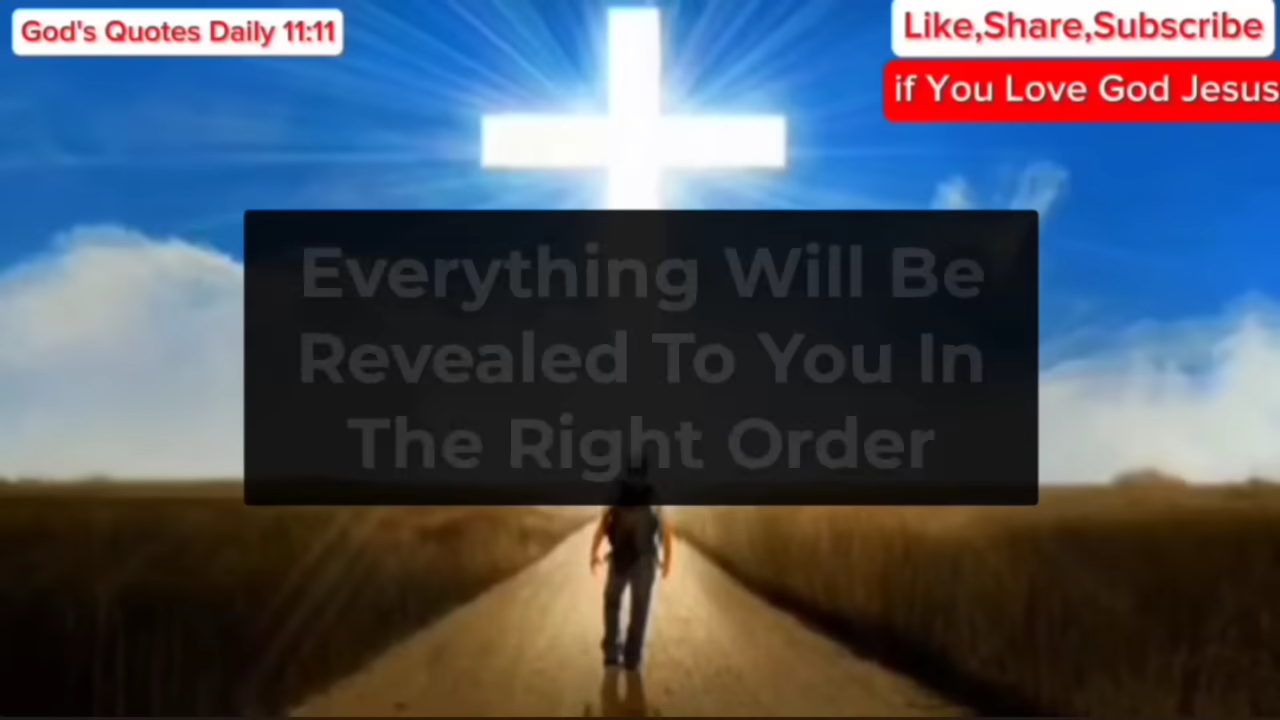 God's Quotes Daily 11:11
Like,Share,Subscribe
if You Love God Jesus
Everything Will Be
Revealed To You In
The Right Order